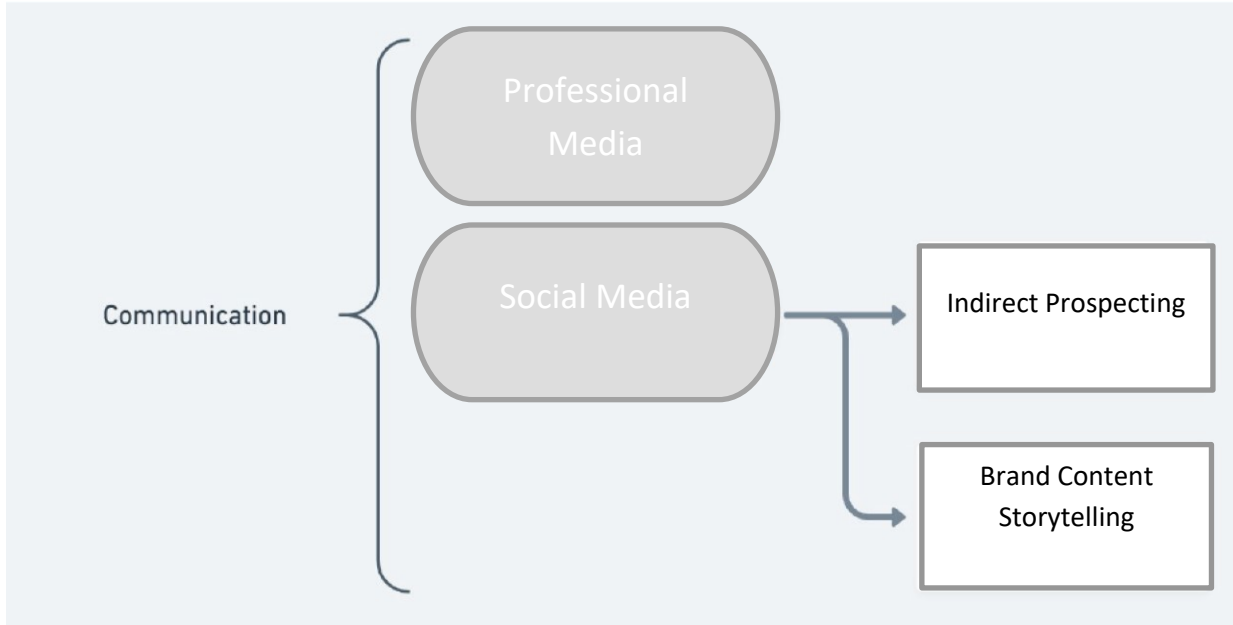 Professional
Media
Social Media
Communication
Indirect Prospecting
Brand Content
Storytelling